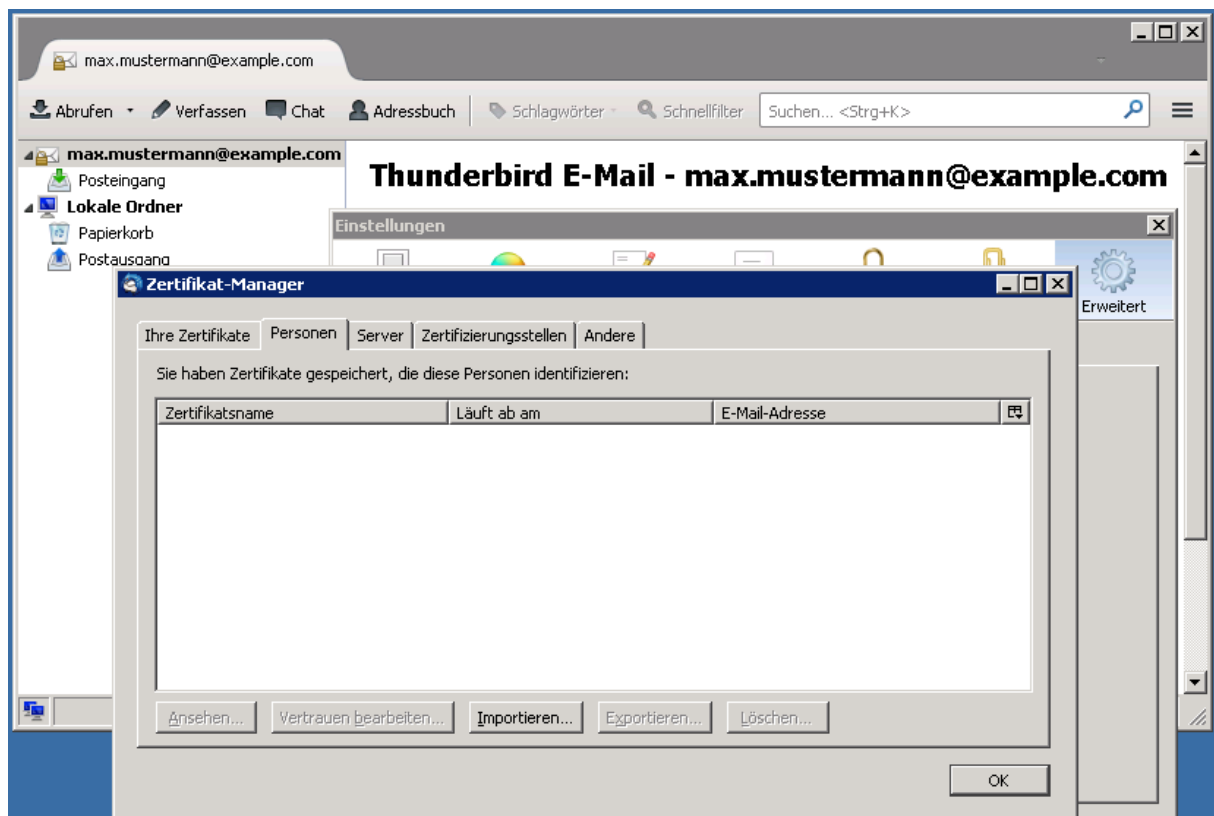 max.mustermann@example.com
Abrufen Verfassen Chat Adressbuch Schlagwörter Schnellfilter Suchen... <Strg+K>
max.mustermann@example.com
Posteingang
Lokale Ordner
Papierkorb
Postausgang
Thunderbird E-Mail - max.mustermann@example.com
Einstellungen
Erweitert
Zertifikat-Manager
Ihre Zertifikate Personen Server Zertifizierungsstellen Andere
Sie haben Zertifikate gespeichert, die diese Personen identifizieren:
Zertifikatsname Läuft ab am E-Mail-Adresse
Ansehen... Vertrauen bearbeiten... Importieren... Exportieren... Löschen...
OK